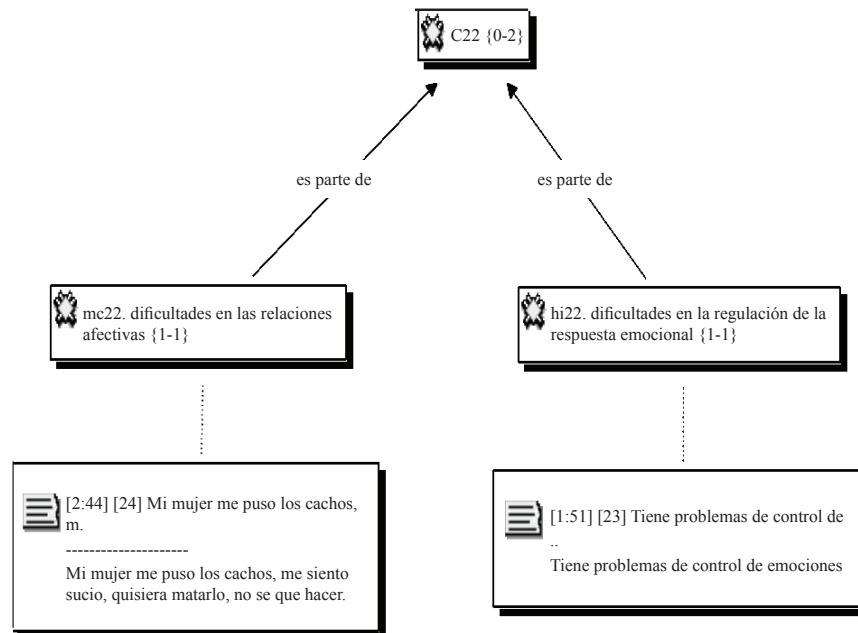 C22 {0-2}
es parte de
es parte de
mc22. dificultades en las relaciones
afectivas {1-1}
hi22. dificultades en la regulación de la
respuesta emocional {1-1}
[2:44] [24] Mi mujer me puso los cachos,
m.
---------------------
Mi mujer me puso los cachos, me siento
sucio, quisiera matarlo, no se que hacer.
[1:51] [23] Tiene problemas de control de
..
Tiene problemas de control de emociones